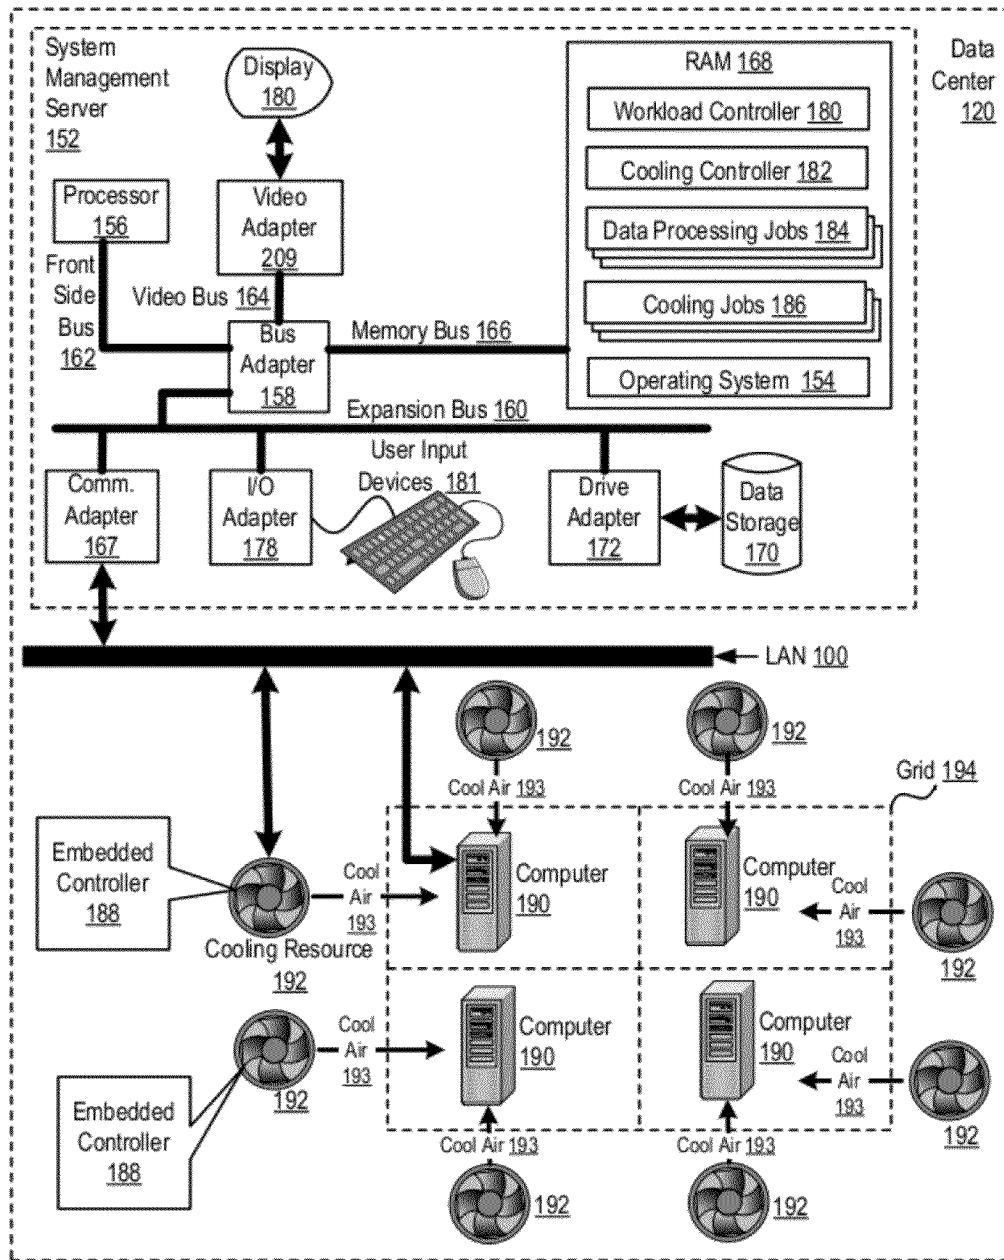 System
Management
Server
152
Display
180
RAM 168
Workload Controller 180
Cooling Controller 182
Data Processing Jobs 184
Cooling Jobs 186
Operating System 154
Data
Center
120
Processor
156
Video
Adapter
209
Front
Side
Bus
162
Video Bus 164
Bus
Adapter
158
Memory Bus 166
Expansion Bus 160
Comm.
Adapter
167
I/O
Adapter
178
User Input
Devices 181
Drive
Adapter
172
Data
Storage
170
LAN 100
192
192
Cool Air 193
Cool Air 193
Grid 194
Embedded
Controller
188
Cooling Resource
192
Cool
Air
193
Computer
190
Computer
190
Cool
Air
193
192
Embedded
Controller
188
192
Cool
Air
193
Computer
190
Computer
190
Cool
Air
193
192
Cool Air 193
Cool Air 193
192
192